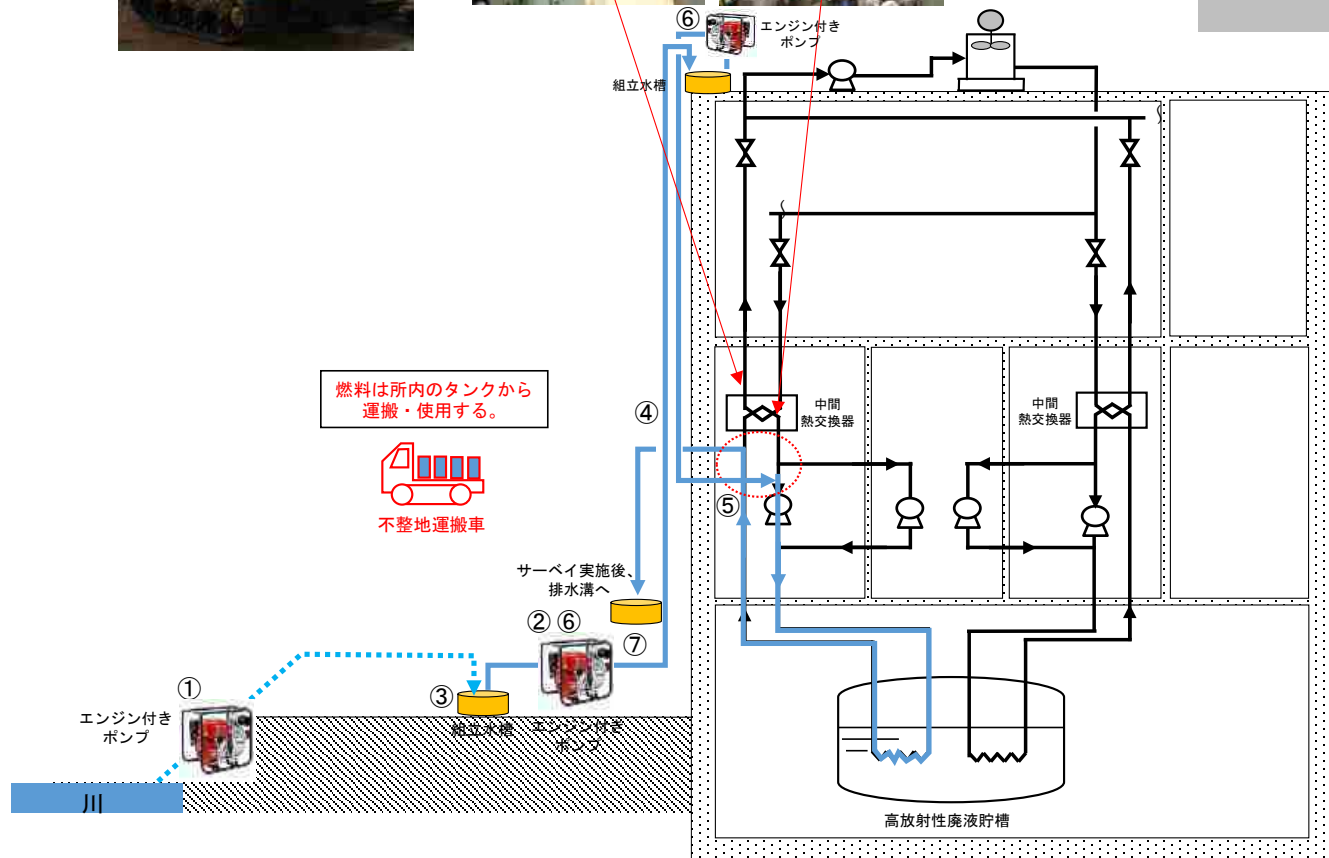 ⑥
エンジン付き
ポンプ
組立水槽
燃料は所内のタンクから
運搬・使用する。
不整地運搬車
④
中間
熱交換器
中間
熱交換器
⑤
サーベイ実施後、
排水溝へ
② ⑥
⑦
①
エンジン付き
ポンプ
③
組立水槽
エンジン付き
ポンプ
川
高放射性廃液貯槽